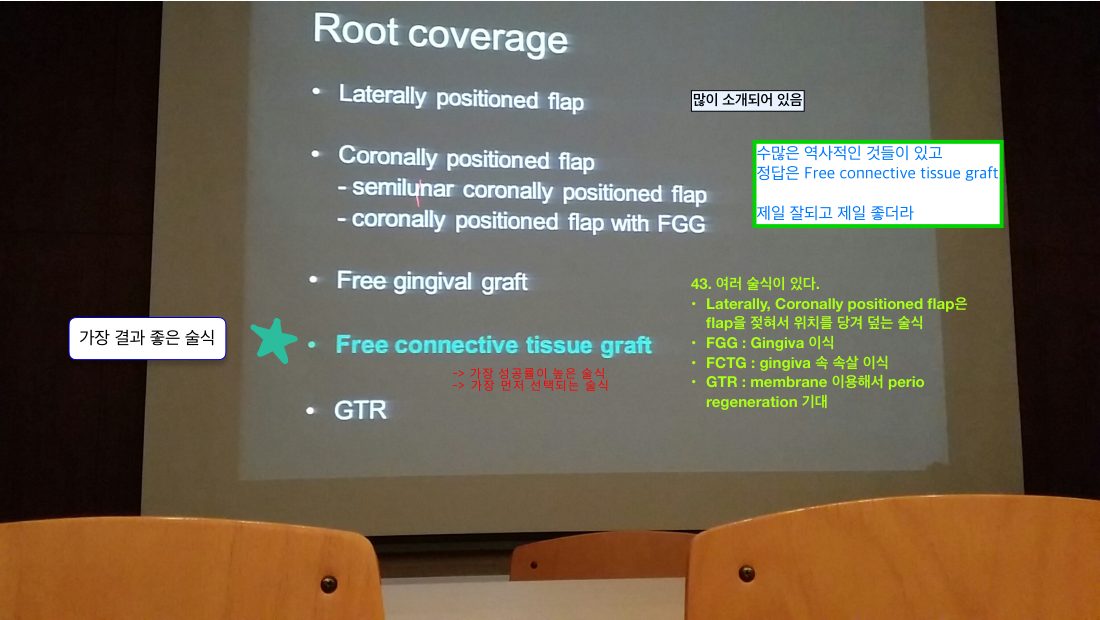 Root coverage
• Laterally positioned flap
많이 소개되어 있음
• Coronally positioned flap
- semilunar coronally positioned flap
- coronally positioned flap with FGG
수많은 역사적인 것들이 있고
정답은 Free connective tissue graft
제일 잘되고 제일 좋더라
• Free gingival graft
가장 결과 좋은 술식
• Free connective tissue graft
-> 가장 성공률이 높은 술식
-> 가장 먼저 선택되는 술식
• GTR
43. 여러 술식이 있다.
• Laterally, Coronally positioned flap은
flap을 젖혀서 위치를 당겨 덮는 술식
• FGG : Gingiva 이식
• FCTG : gingiva 속 속살 이식
• GTR : membrane 이용해서 perio
regeneration 기대